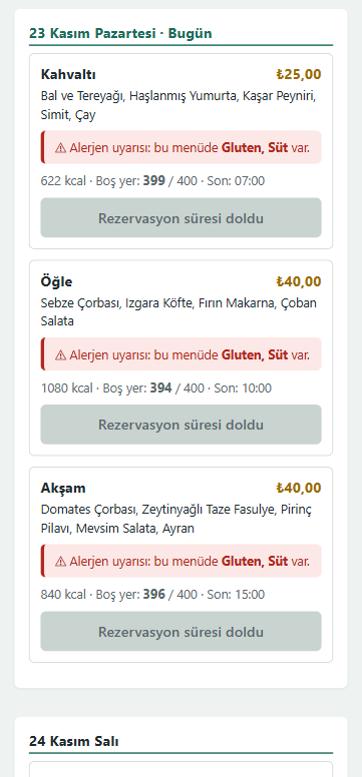 23 Kasım Pazartesi · Bugün
Kahvaltı ₺25,00
Bal ve Tereyağı, Haşlanmış Yumurta, Kaşar Peyniri,
Simit, Çay
⚠ Alerjen uyarısı: bu menüde Gluten, Süt var.
622 kcal · Boş yer: 399 / 400 · Son: 07:00
Rezervasyon süresi doldu
Öğle ₺40,00
Sebze Çorbası, Izgara Köfte, Fırın Makarna, Çoban
Salata
⚠ Alerjen uyarısı: bu menüde Gluten, Süt var.
1080 kcal · Boş yer: 394 / 400 · Son: 10:00
Rezervasyon süresi doldu
Akşam ₺40,00
Domates Çorbası, Zeytinyağlı Taze Fasulye, Pirinç
Pilavı, Mevsim Salata, Ayran
⚠ Alerjen uyarısı: bu menüde Gluten, Süt var.
840 kcal · Boş yer: 396 / 400 · Son: 15:00
Rezervasyon süresi doldu
24 Kasım Salı